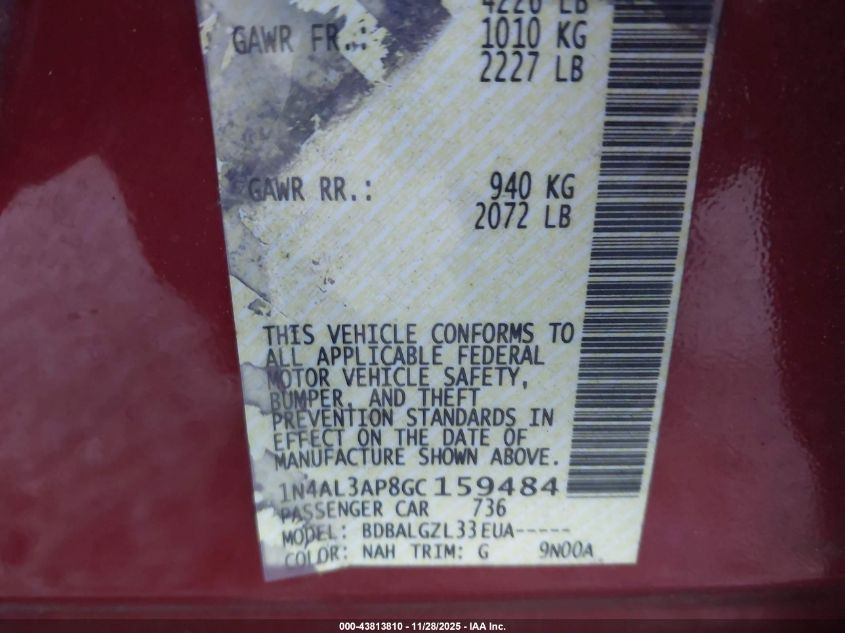 4226 LB
GAWR FR.: 1010 KG
2227 LB
GAWR RR.: 940 KG
2072 LB
THIS VEHICLE CONFORMS TO
ALL APPLICABLE FEDERAL
MOTOR VEHICLE SAFETY,
BUMPER, AND THEFT
PREVENTION STANDARDS IN
EFFECT ON THE DATE OF
MANUFACTURE SHOWN ABOVE.
1N4AL3AP8GC159484
PASSENGER CAR 736
MODEL: BDBALGZL33EUA-----
COLOR: NAH TRIM: G 9N00A
000-43813810 - 11/28/2025 - IAA Inc.